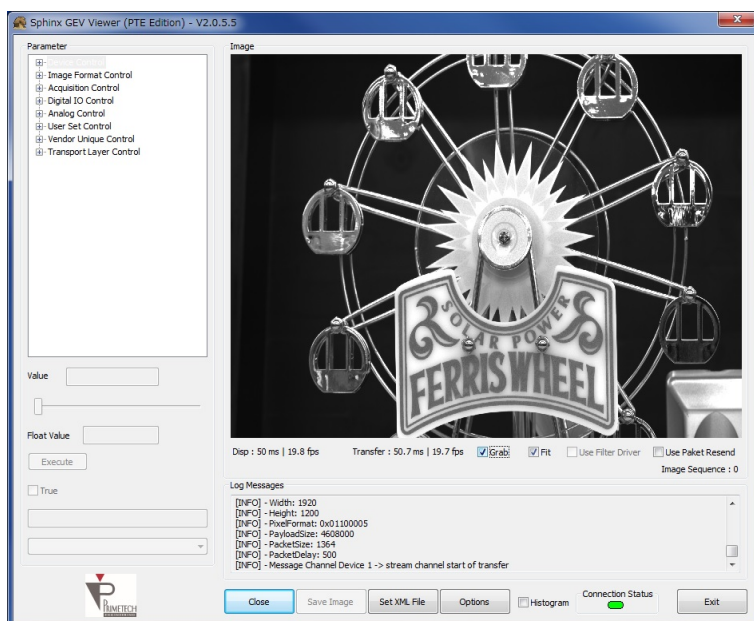 Sphinx GEV Viewer (PTE Edition) - V2.0.5.5
Parameter
Device Control
Image Format Control
Acquisition Control
Digital IO Control
Analog Control
User Set Control
Vendor Unique Control
Transport Layer Control
Value
Float Value
Execute
True
PRIMETECH
Image
SOLAR POWER
FERRIS WHEEL
Disp : 50 ms | 19.8 fps Transfer : 50.7 ms | 19.7 fps Grab Fit Use Filter Driver Use Paket Resend
Image Sequence : 0
Log Messages
[INFO] - Width: 1920
[INFO] - Height: 1200
[INFO] - PixelFormat: 0x01100005
[INFO] - PayloadSize: 4608000
[INFO] - PacketSize: 1364
[INFO] - PacketDelay: 500
[INFO] - Message Channel Device 1 -> stream channel start of transfer
Close Save Image Set XML File Options Histogram Connection Status Exit